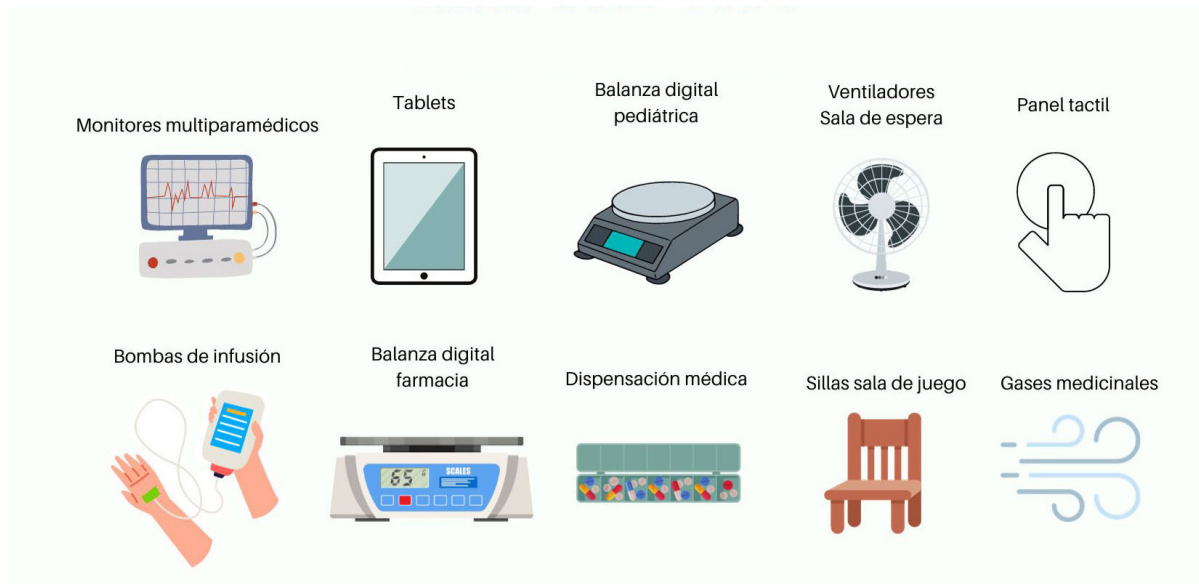 Monitores multiparamédicos
Tablets
Balanza digital
pediátrica
Ventiladores
Sala de espera
Panel tactil
Bombas de infusión
Balanza digital
farmacia
65
SCALES
Dispensación médica
Sillas sala de juego
Gases medicinales